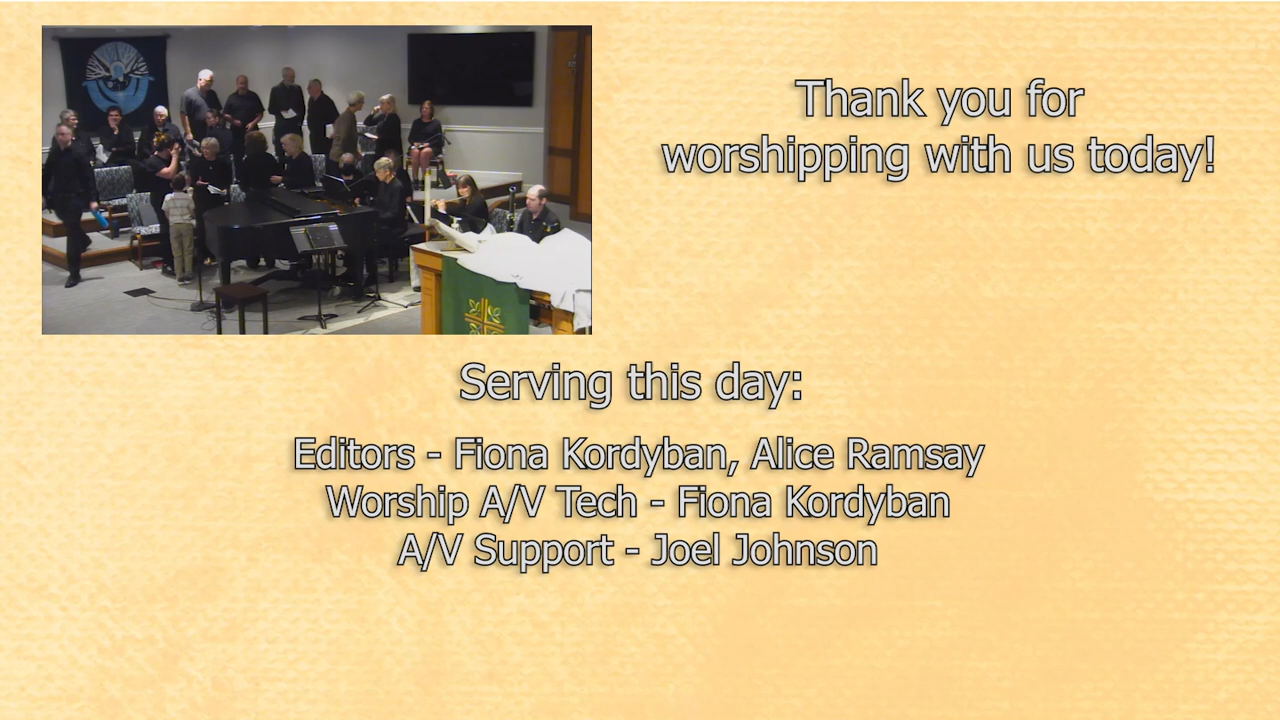 Thank you for
worshipping with us today!
Serving this day:
Editors - Fiona Kordyban, Alice Ramsay
Worship A/V Tech - Fiona Kordyban
A/V Support - Joel Johnson